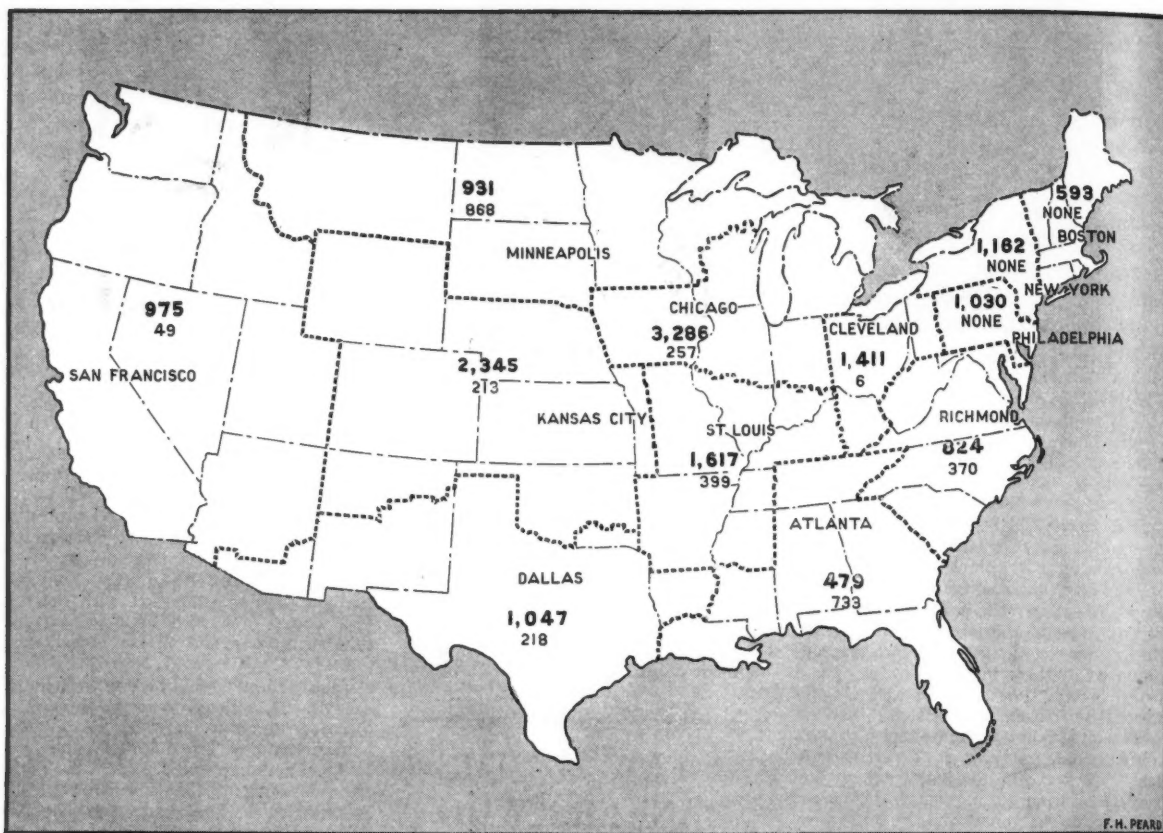 931
868
MINNEAPOLIS
593
NONE
BOSTON
1,162
NONE
NEW YORK
1,030
NONE
PHILADELPHIA
975
49
SAN FRANCISCO
CHICAGO
3,286
257
CLEVELAND
1,411
6
2,345
213
KANSAS CITY
ST LOUIS
1,617
399
RICHMOND
824
370
ATLANTA
479
733
DALLAS
1,047
218
F. H. PEARD